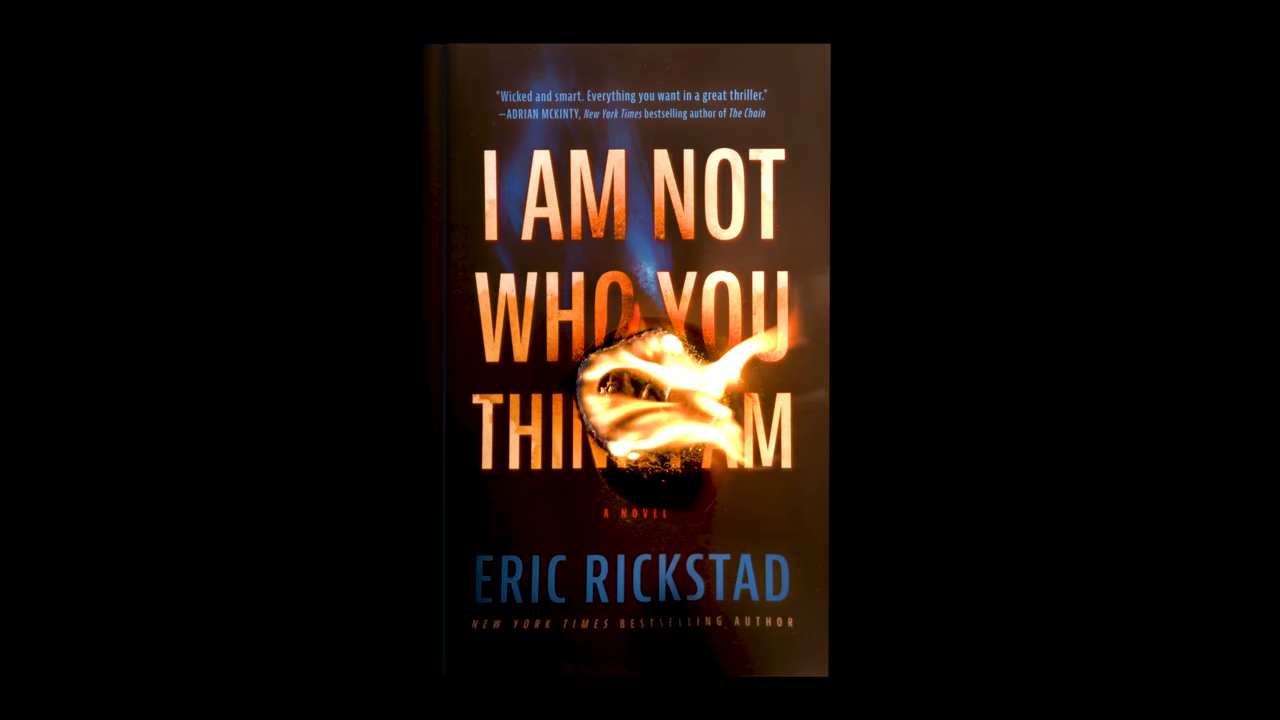 "Wicked and smart. Everything you want in a great thriller."
—ADRIAN MCKINTY, New York Times bestselling author of The Chain
I AM NOT
WHO YOU
THINK I AM
A NOVEL
ERIC RICKSTAD
NEW YORK TIMES BESTSELLING AUTHOR